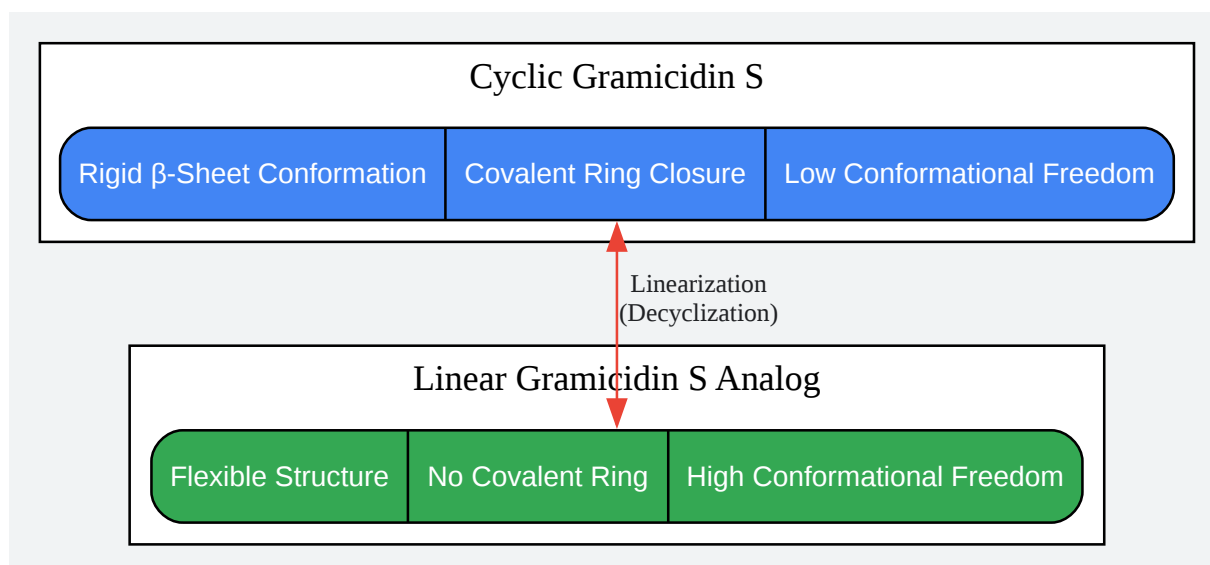 Cyclic Gramicidin S
Rigid β-Sheet Conformation Covalent Ring Closure Low Conformational Freedom
Linearization
(Decyclization)
Linear Gramicidin S Analog
Flexible Structure No Covalent Ring High Conformational Freedom